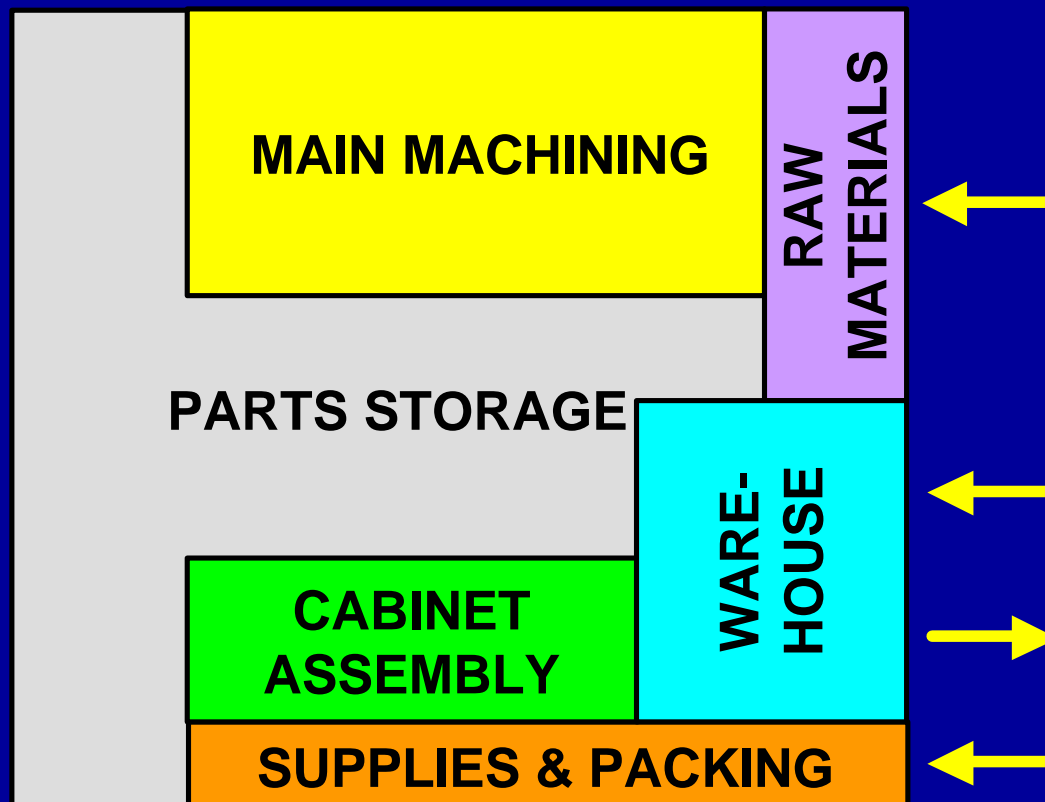 MAIN MACHINING
RAW
MATERIALS
PARTS STORAGE
WARE-
HOUSE
CABINET
ASSEMBLY
SUPPLIES & PACKING